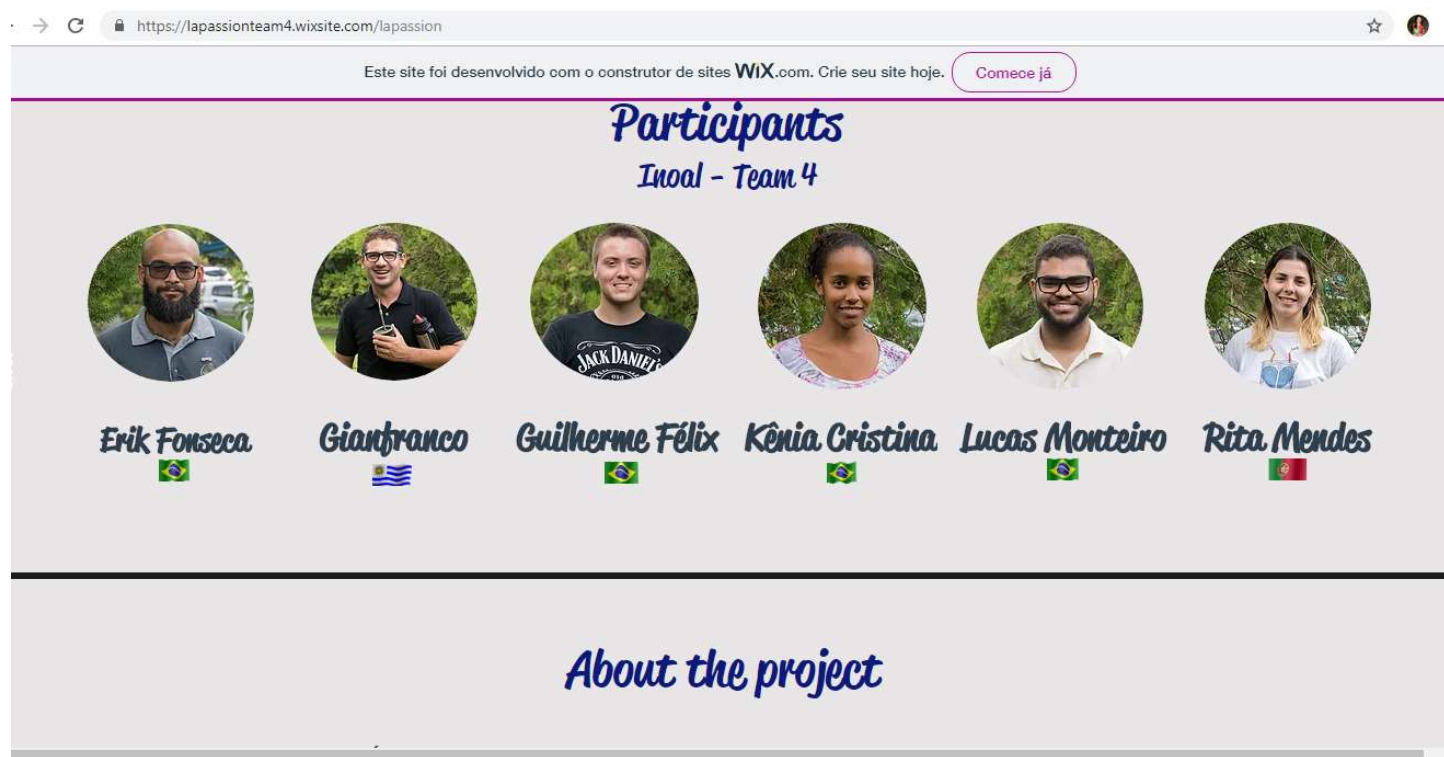 https://lapassionteam4.wixsite.com/lapassion
Este site foi desenvolvido com o construtor de sites WiX.com. Crie seu site hoje. Comece já
Participants
Inoal - Team 4
JACK DANIEL'S
OLD
Erik Fonseca Gianfranco Guilherme Félix Kênia Cristina Lucas Monteiro Rita Mendes
About the project